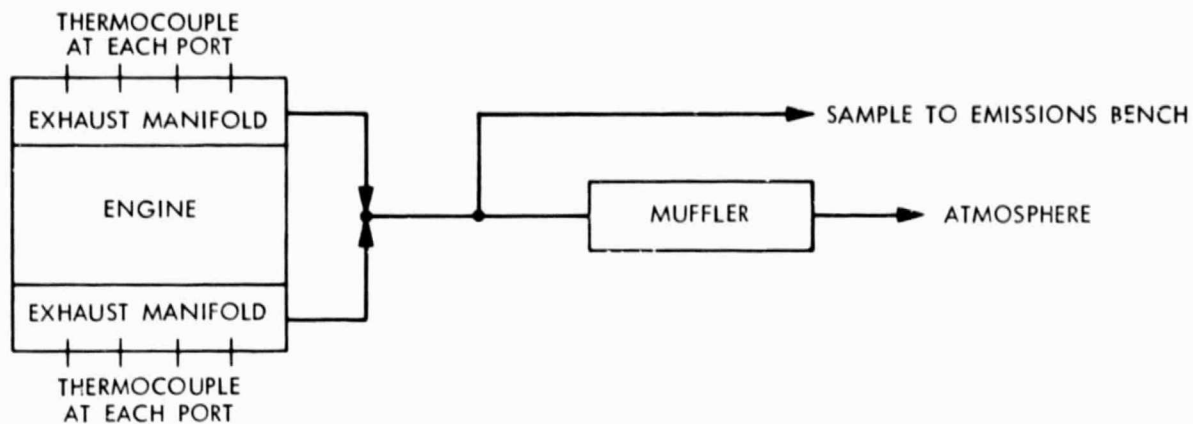 THERMOCOUPLE
AT EACH PORT
EXHAUST MANIFOLD
SAMPLE TO EMISSIONS BENCH
ENGINE
MUFFLER
ATMOSPHERE
EXHAUST MANIFOLD
THERMOCOUPLE
AT EACH PORT